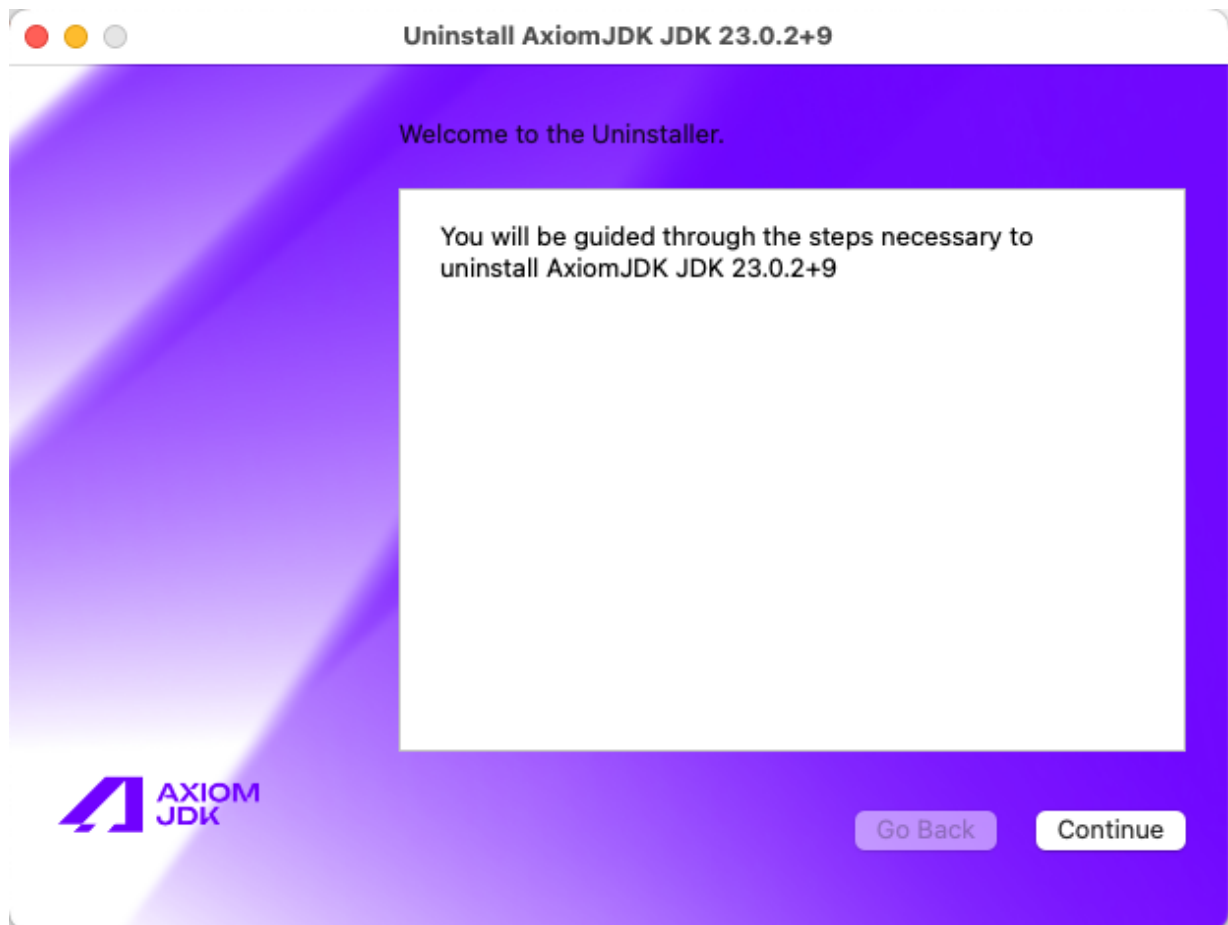 Uninstall AxiomJDK JDK 23.0.2+9
Welcome to the Uninstaller.
You will be guided through the steps necessary to
uninstall AxiomJDK JDK 23.0.2+9
AXIOM
JDK
Go Back
Continue